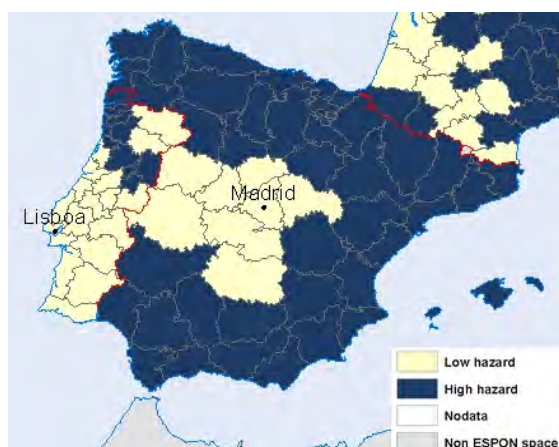 Madrid
Lisboa
Low hazard
High hazard
Nodata
Non ESPON space